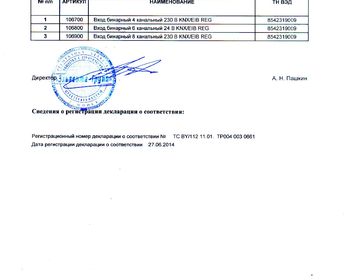 № п/п АРТИКУЛ НАИМЕНОВАНИЕ ТН ВЭД
1 106700 Вход бинарный 4 канальный 230 В KNX/EIB REG 8542319009
2 106800 Вход бинарный 6 канальный 24 В KNX/EIB REG 8542319009
3 106900 Вход бинарный 8 канальный 230 В KNX/EIB REG 8542319009
Директор А. Н. Пашкин
Сведения о регистрации декларации о соответствии:
Регистрационный номер декларации о соответствии № ТС BY/112 11.01. ТР004 003 0661
Дата регистрации декларации о соответствии 27.06.2014